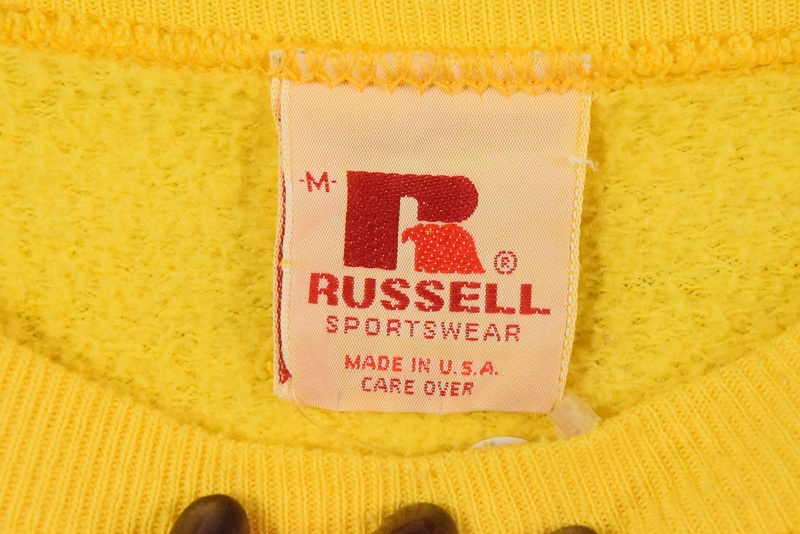 -M-
R
®
RUSSELL
SPORTSWEAR
MADE IN U.S.A.
CARE OVER